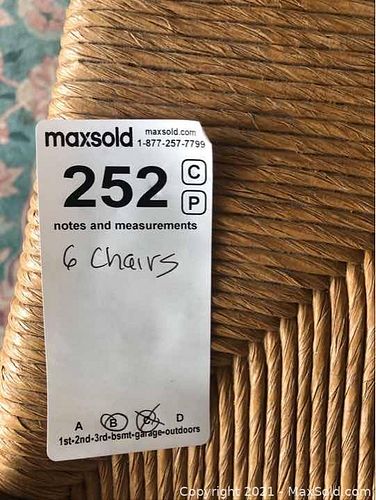 maxsold maxsold.com
1-877-257-7799
252 C
P
notes and measurements
6 Chairs
A B C D
1st-2nd-3rd-bsmt-garage-outdoors
Copyright 2021 - MaxSold.com